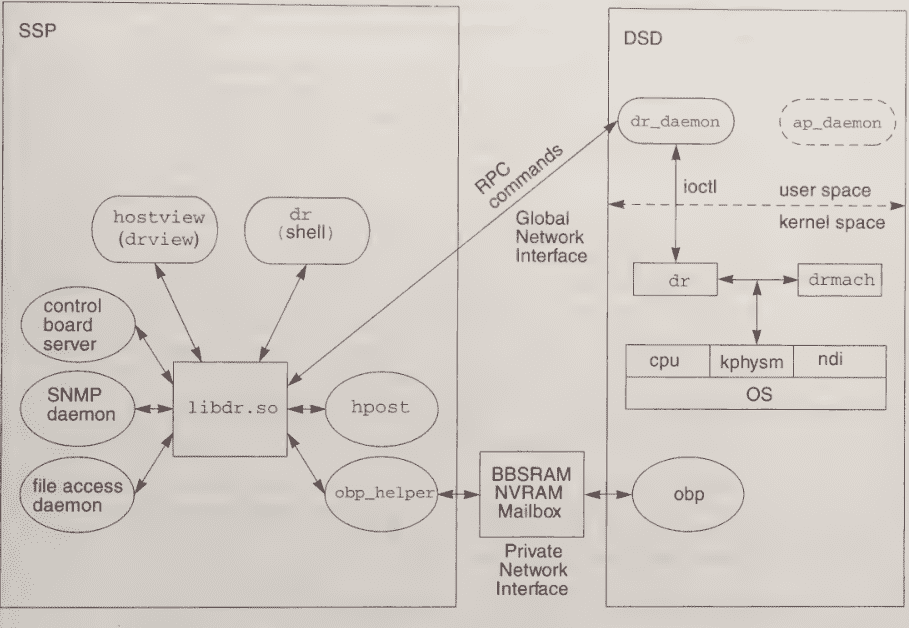 SSP
DSD
dr_daemon
ap_daemon
RPC
commands
ioctl
user space
kernel space
Global
Network
Interface
hostview
(drview)
dr
(shell)
dr
drmach
control
board
server
cpu
kphysm
ndi
OS
SNMP
daemon
libdr.so
hpost
file access
daemon
obp_helper
BBSRAM
NVRAM
Mailbox
obp
Private
Network
Interface